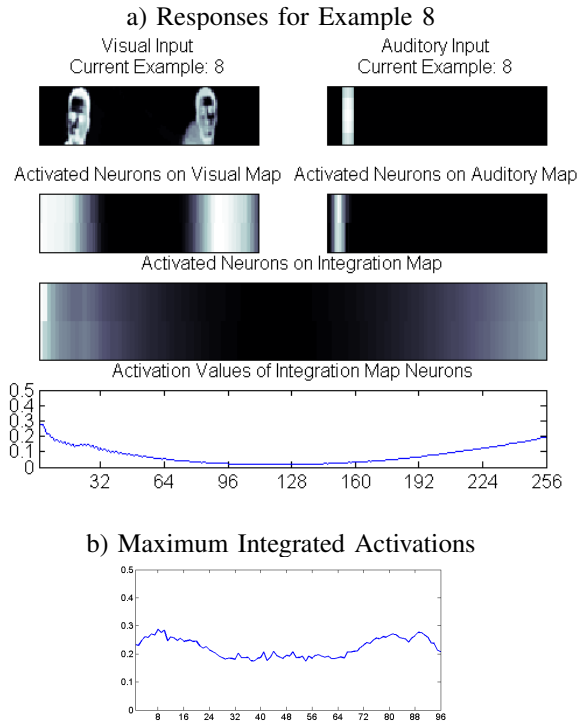 a) Responses for Example 8
Visual Input
Current Example: 8
Auditory Input
Current Example: 8
Activated Neurons on Visual Map
Activated Neurons on Auditory Map
Activated Neurons on Integration Map
Activation Values of Integration Map Neurons
0.5
0.4
0.3
0.2
0.1
0
32 64 96 128 160 192 224 256
b) Maximum Integrated Activations
0.5
0.4
0.3
0.2
0.1
0
8 16 24 32 40 48 56 64 72 80 88 96